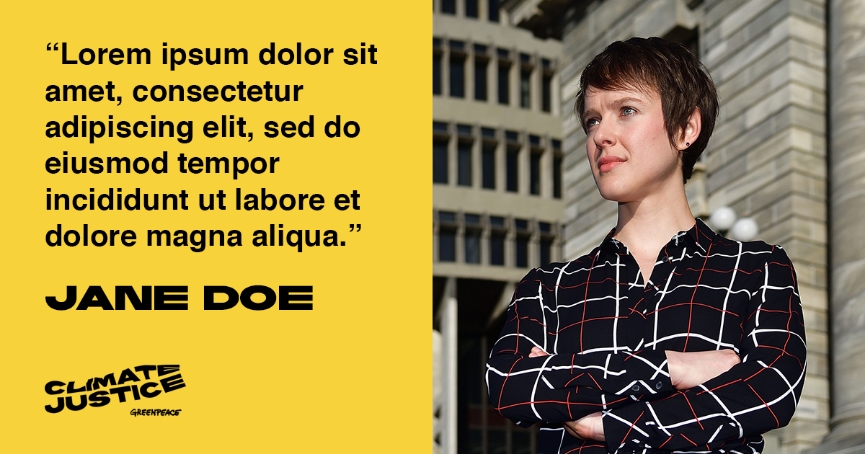 “Lorem ipsum dolor sit
amet, consectetur
adipiscing elit, sed do
eiusmod tempor
incididunt ut labore et
dolore magna aliqua.”
JANE DOE
CLIMATE
JUSTICE
GREENPEACE